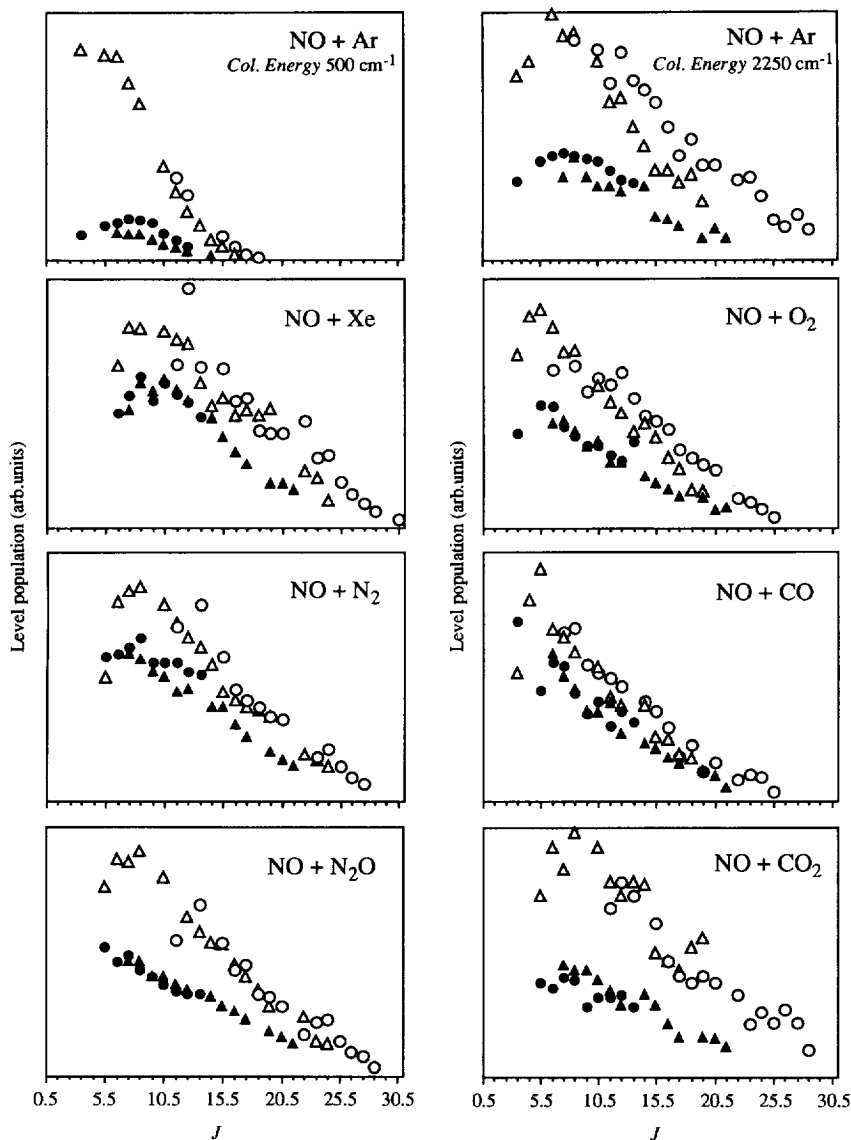 NO + Ar
Col. Energy 500 cm⁻¹
NO + Ar
Col. Energy 2250 cm⁻¹
NO + Xe
NO + O₂
Level population (arb.units)
Level population (arb.units)
NO + N₂
NO + CO
NO + N₂O
NO + CO₂
0.5 5.5 10.5 15.5 20.5 25.5 30.5
0.5 5.5 10.5 15.5 20.5 25.5 30.5
J
J